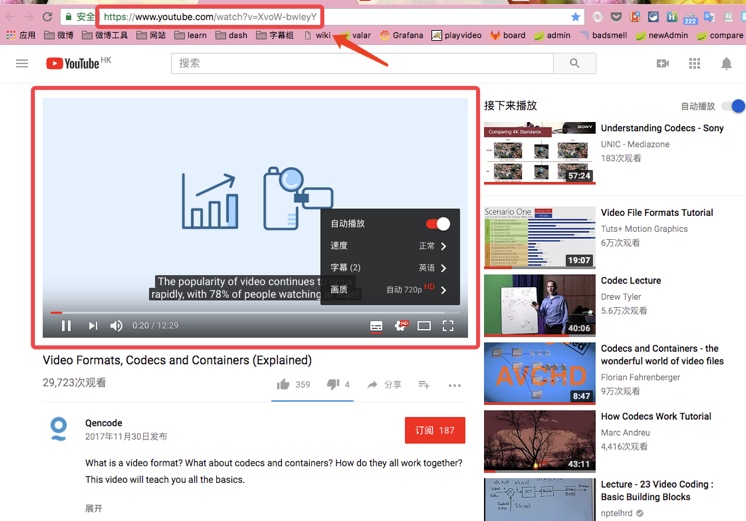 安全
https://www.youtube.com/watch?v=XvoW-bwleyY
222
应用 微博 微博工具 网站 learn dash 字幕组 wiki valar Grafana playvideo board admin badsmell newAdmin compare
YouTube HK
搜索
接下来播放
自动播放
Comparing 4K Standards
SONY
57:24
Understanding Codecs - Sony
UNIC - Mediazone
183次观看
Scenario One
19:07
Video File Formats Tutorial
Tuts+ Motion Graphics
6万次观看
40:06
Codec Lecture
Drew Tyler
5.6万次观看
AVCHD
8:47
Codecs and Containers - the
wonderful world of video files
Florian Fahrenberger
9万次观看
43:11
How Codecs Work Tutorial
Marc Andreu
4,416次观看
Lecture - 23 Video Coding :
Basic Building Blocks
nptelhrd
自动播放
速度 正常
字幕 (2) 英语
画质 自动 720p HD
The popularity of video continues to
rapidly, with 78% of people watching
0:20 / 12:29
HD
Video Formats, Codecs and Containers (Explained)
29,723次观看
359 4 分享
Qencode
2017年11月30日发布
订阅 187
What is a video format? What about codecs and containers? How do they all work together?
This video will teach you all the basics.
展开